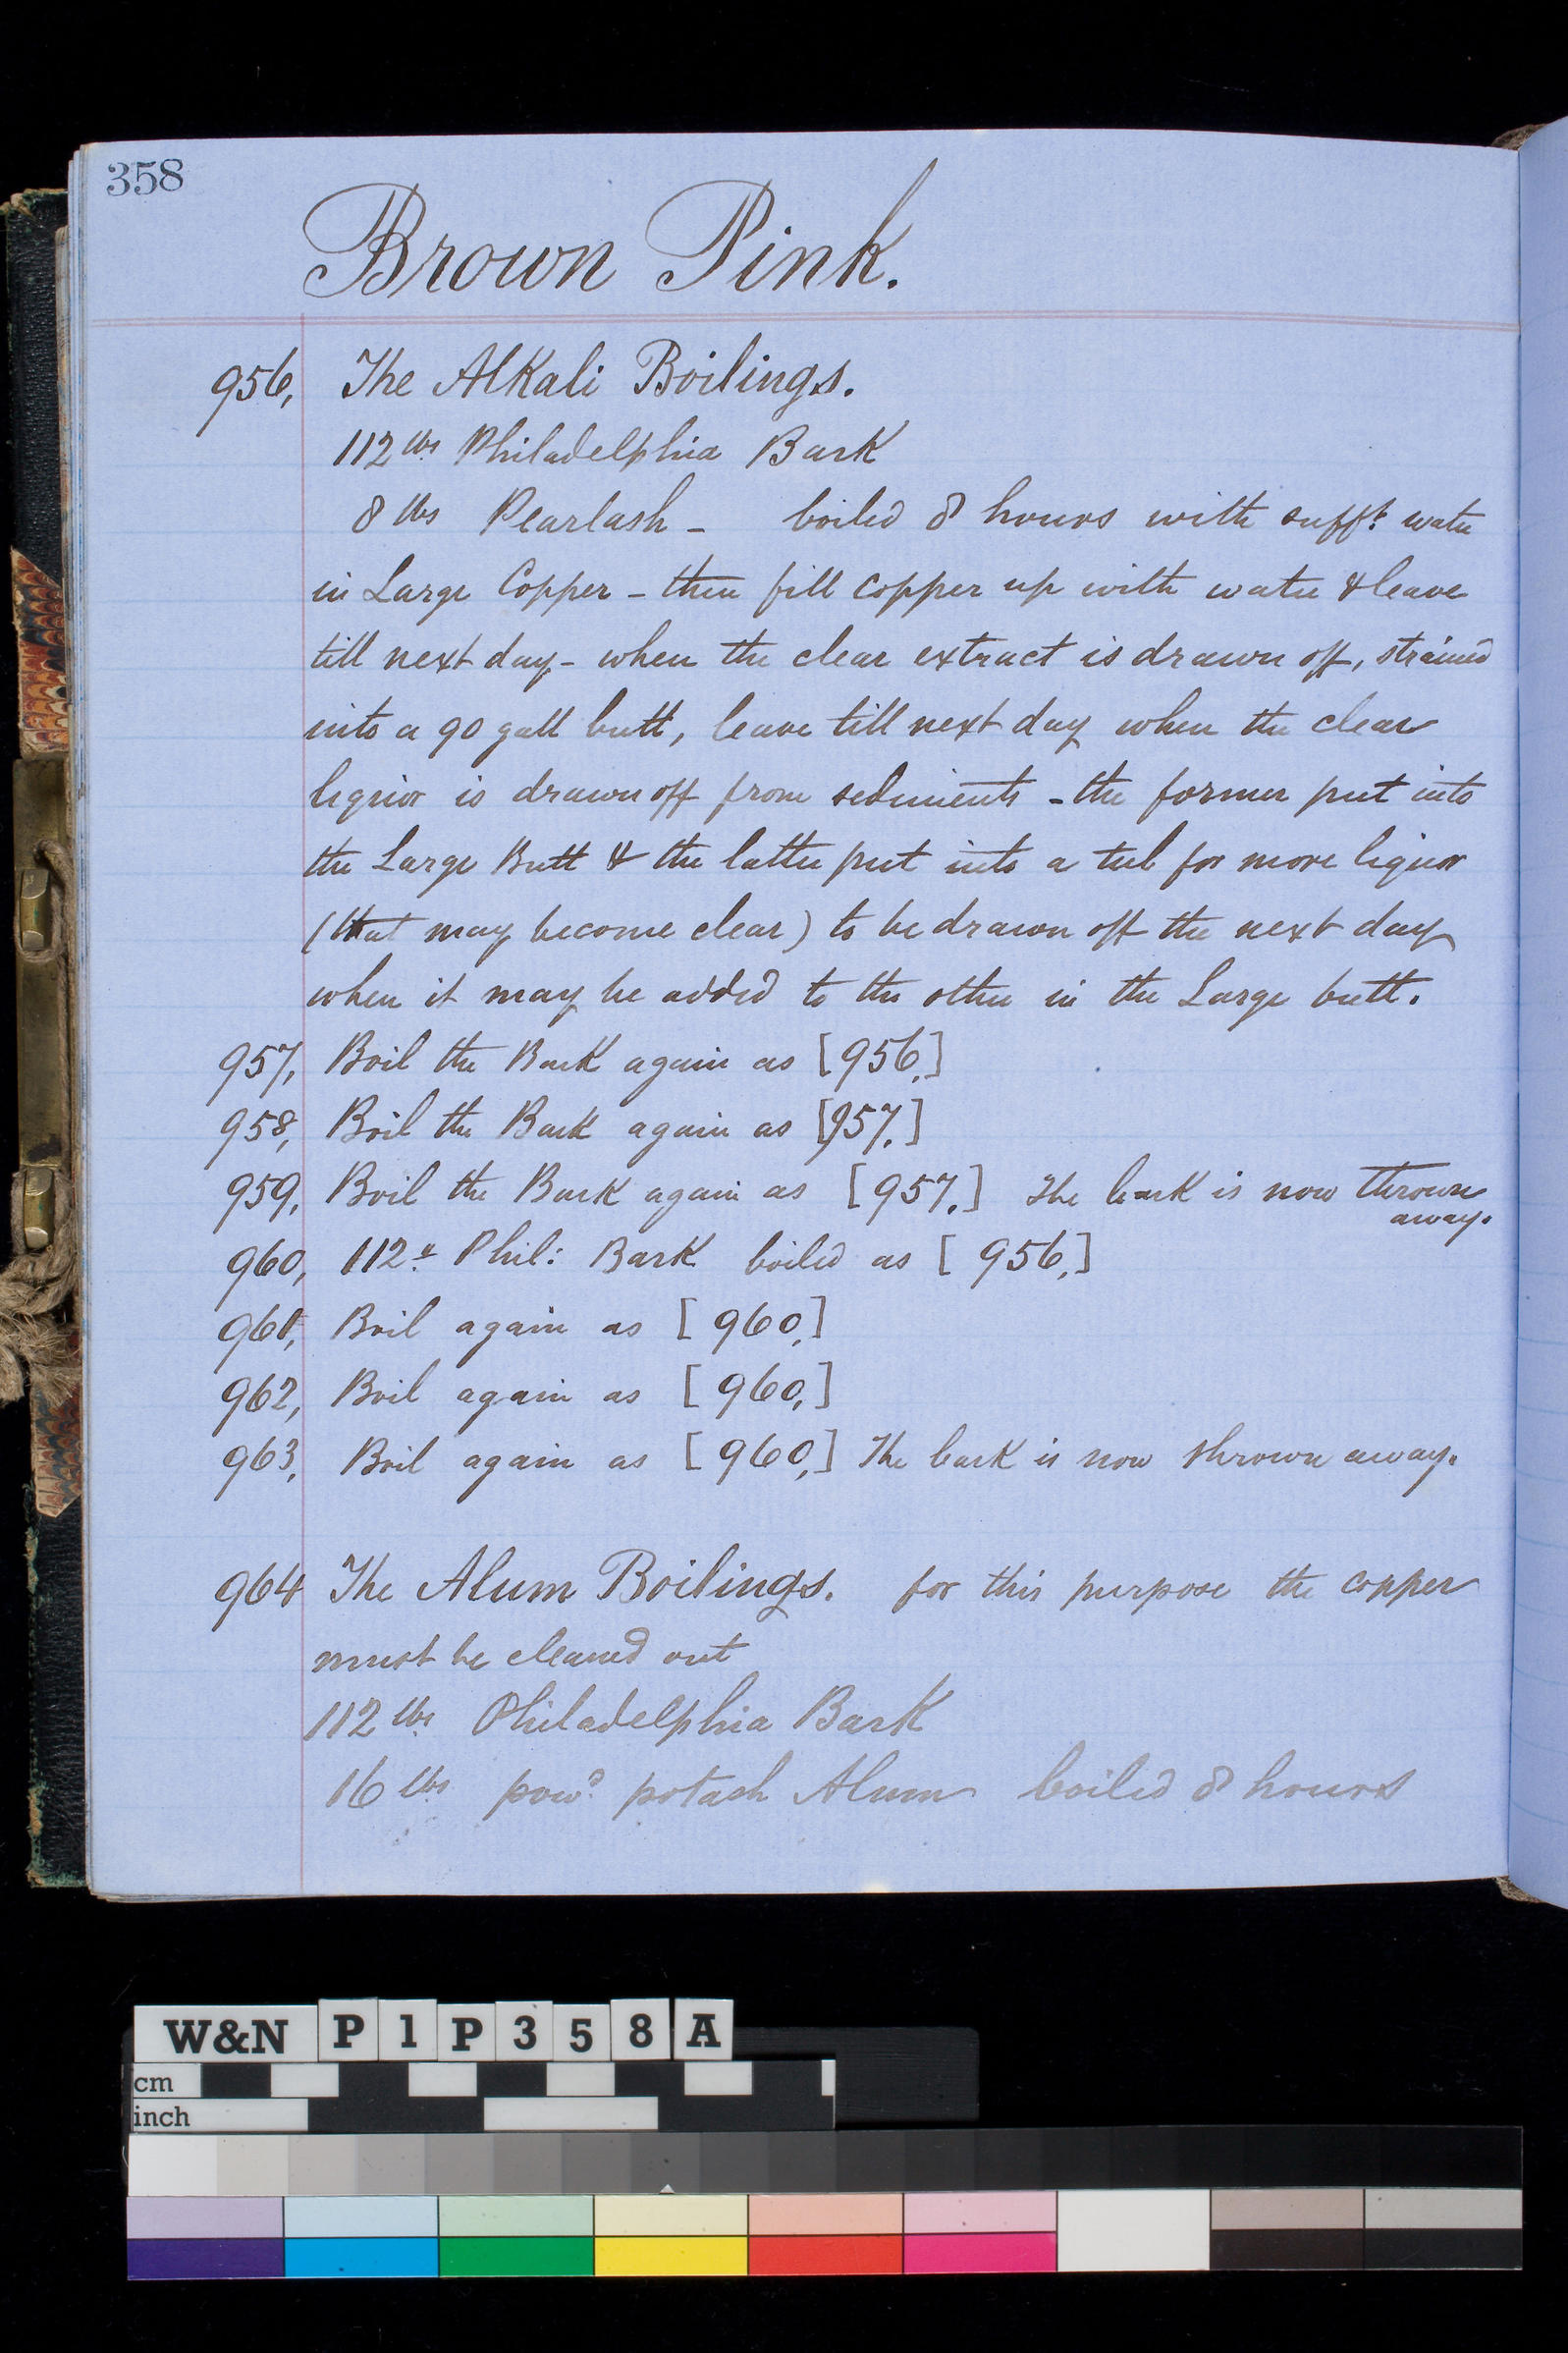 358
Brown Pink.
956, The Alkali Boilings.
112 lbs Philadelphia Bark
8 lbs Pearlash - boiled 8 hours with sufft. water
in Large Copper - then fill copper up with water & leave
till next day - when the clear extract is drawn off, strained
into a 90 gall butt, leave till next day when the clear
liquor is drawn off from sediments - the former put into
the Large Butt & the latter put into a tub for more liquor
(that may become clear) to be drawn off the next day
when it may be added to the other in the Large butt.
957, Boil the Bark again as [956,]
958, Boil the Bark again as [957,]
959, Boil the Bark again as [957,] The bark is now thrown
away.
960, 112 Phil: Bark boiled as [960,]
961, Boil again as [960,]
962, Boil again as [960,]
963, Boil again as [960,] The bark is now thrown away.
964 The Alum Boilings. for this purpose the copper
must be cleaned out
112 lbs Philadelphia Bark
16 lbs powd. potash Alum boiled 8 hours
W&N P1P358A
cm
inch